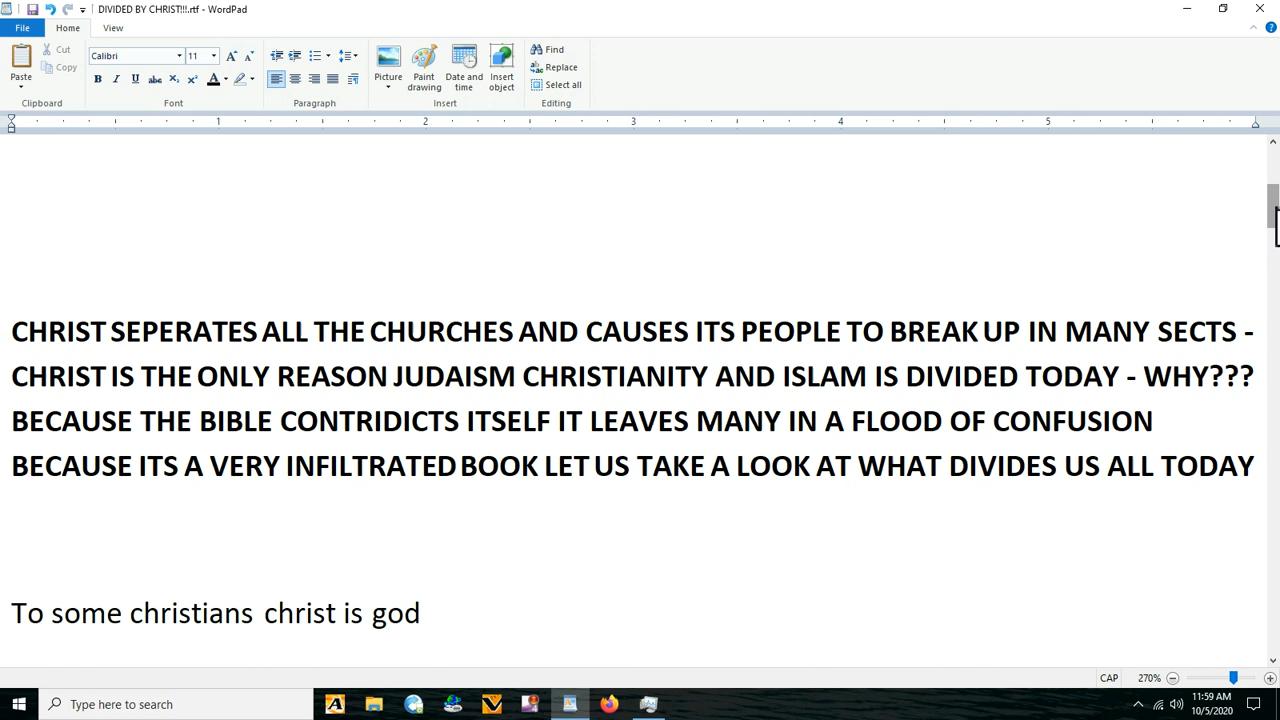 DIVIDED BY CHRIST!!!.rtf - WordPad
File Home View
Paste Cut Copy Clipboard
Calibri 11 Font
Paragraph
Picture Paint drawing Date and time Insert object Insert
Find Replace Select all Editing
1 2 3 4 5
CHRIST SEPERATES ALL THE CHURCHES AND CAUSES ITS PEOPLE TO BREAK UP IN MANY SECTS -
CHRIST IS THE ONLY REASON JUDAISM CHRISTIANITY AND ISLAM IS DIVIDED TODAY - WHY???
BECAUSE THE BIBLE CONTRIDICTS ITSELF IT LEAVES MANY IN A FLOOD OF CONFUSION
BECAUSE ITS A VERY INFILTRATED BOOK LET US TAKE A LOOK AT WHAT DIVIDES US ALL TODAY
To some christians christ is god
CAP 270%
Type here to search
11:59 AM
10/5/2020